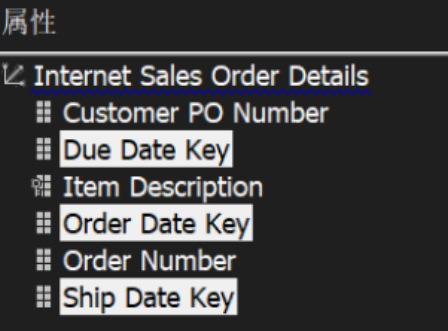 属性
Internet Sales Order Details
Customer PO Number
Due Date Key
Item Description
Order Date Key
Order Number
Ship Date Key